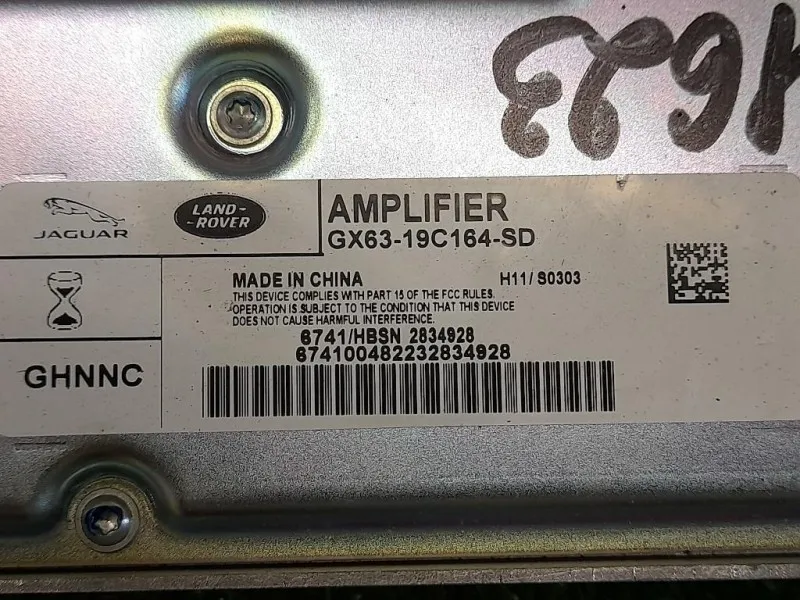 JAGUAR
LAND-
-ROVER
AMPLIFIER
GX63-19C164-SD
MADE IN CHINA H11/ S0303
THIS DEVICE COMPLIES WITH PART 15 OF THE FCC RULES.
OPERATION IS SUBJECT TO THE CONDITION THAT THIS DEVICE
DOES NOT CAUSE HARMFUL INTERFERENCE.
6741/HBSN 2834928
674100482232834928
GHNNC